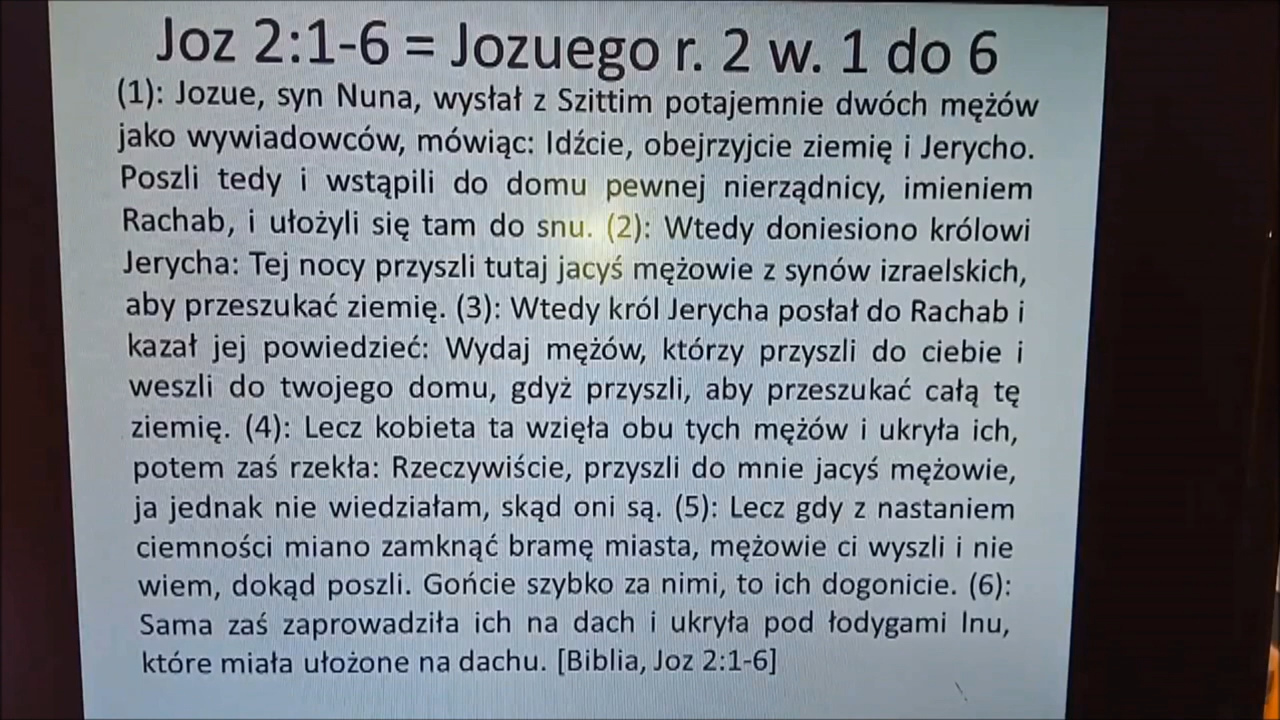 Joz 2:1-6 = Jozuego r. 2 w. 1 do 6
(1): Jozue, syn Nuna, wysłał z Szittim potajemnie dwóch mężów
jako wywiadowców, mówiąc: Idźcie, obejrzyjcie ziemię i Jerycho.
Poszli tedy i wstąpili do domu pewnej nierządnicy, imieniem
Rachab, i ułożyli się tam do snu. (2): Wtedy doniesiono królowi
Jerycha: Tej nocy przyszli tutaj jacyś mężowie z synów izraelskich,
aby przeszukać ziemię. (3): Wtedy król Jerycha posłał do Rachab i
kazał jej powiedzieć: Wydaj mężów, którzy przyszli do ciebie i
weszli do twojego domu, gdyż przyszli, aby przeszukać całą tę
ziemię. (4): Lecz kobieta ta wzięła obu tych mężów i ukryła ich,
potem zaś rzekła: Rzeczywiście, przyszli do mnie jacyś mężowie,
ja jednak nie wiedziałam, skąd oni są. (5): Lecz gdy z nastaniem
ciemności miano zamknąć bramę miasta, mężowie ci wyszli i nie
wiem, dokąd poszli. Gońcie szybko za nimi, to ich dogonicie. (6):
Sama zaś zaprowadziła ich na dach i ukryła pod łodygami lnu,
które miała ułożone na dachu. [Biblia, Joz 2:1-6]